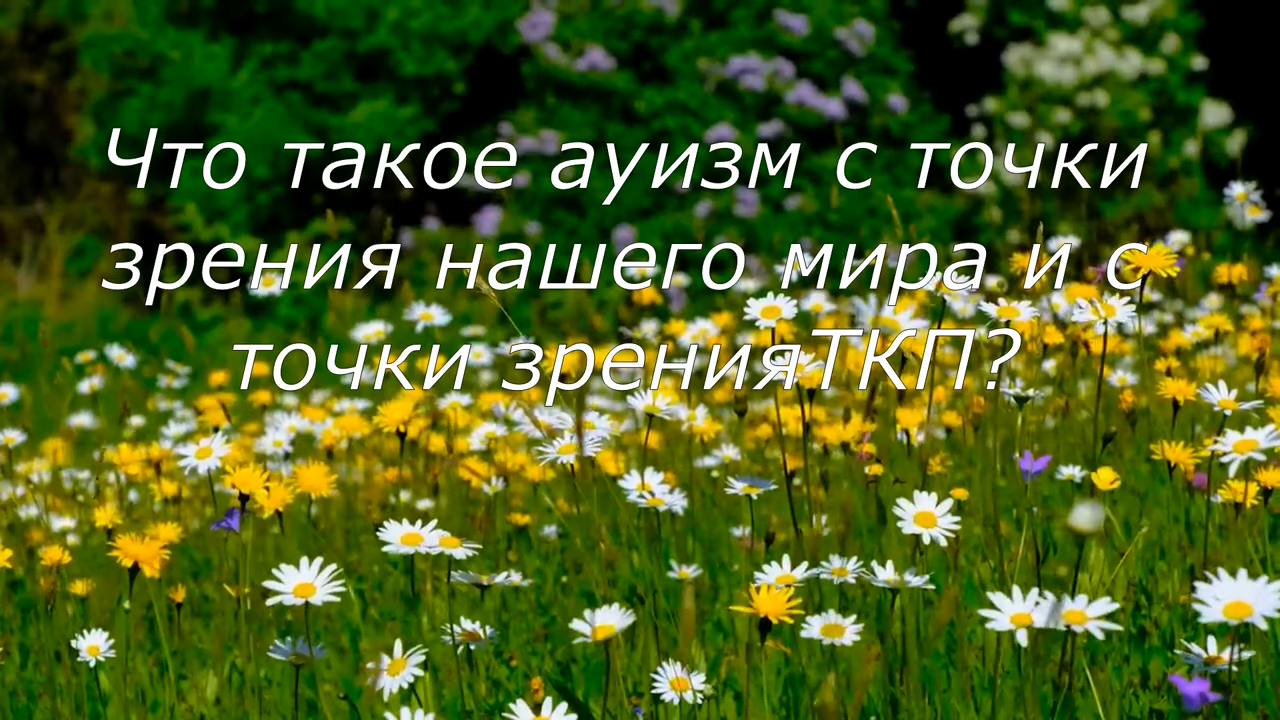 Что такое ауизм с точки
зрения нашего мира и с
точки зренияТКП?